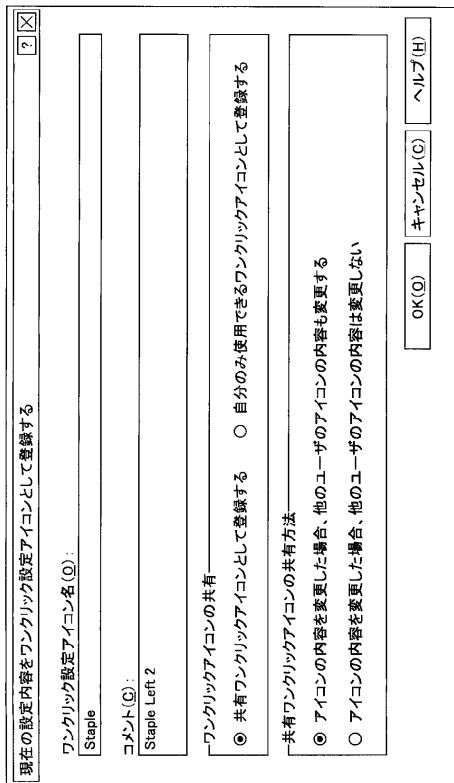 現在の設定内容をワンクリック設定アイコンとして登録する ? ×
ワンクリック設定アイコン名(O):
Staple
コメント(C):
Staple Left 2
ワンクリックアイコンの共有
◉ 共有ワンクリックアイコンとして登録する ○ 自分のみ使用できるワンクリックアイコンとして登録する
共有ワンクリックアイコンの共有方法
◉ アイコンの内容を変更した場合、他のユーザのアイコンの内容も変更する
○ アイコンの内容を変更した場合、他のユーザのアイコンの内容は変更しない
OK(O) キャンセル(C) ヘルプ(H)